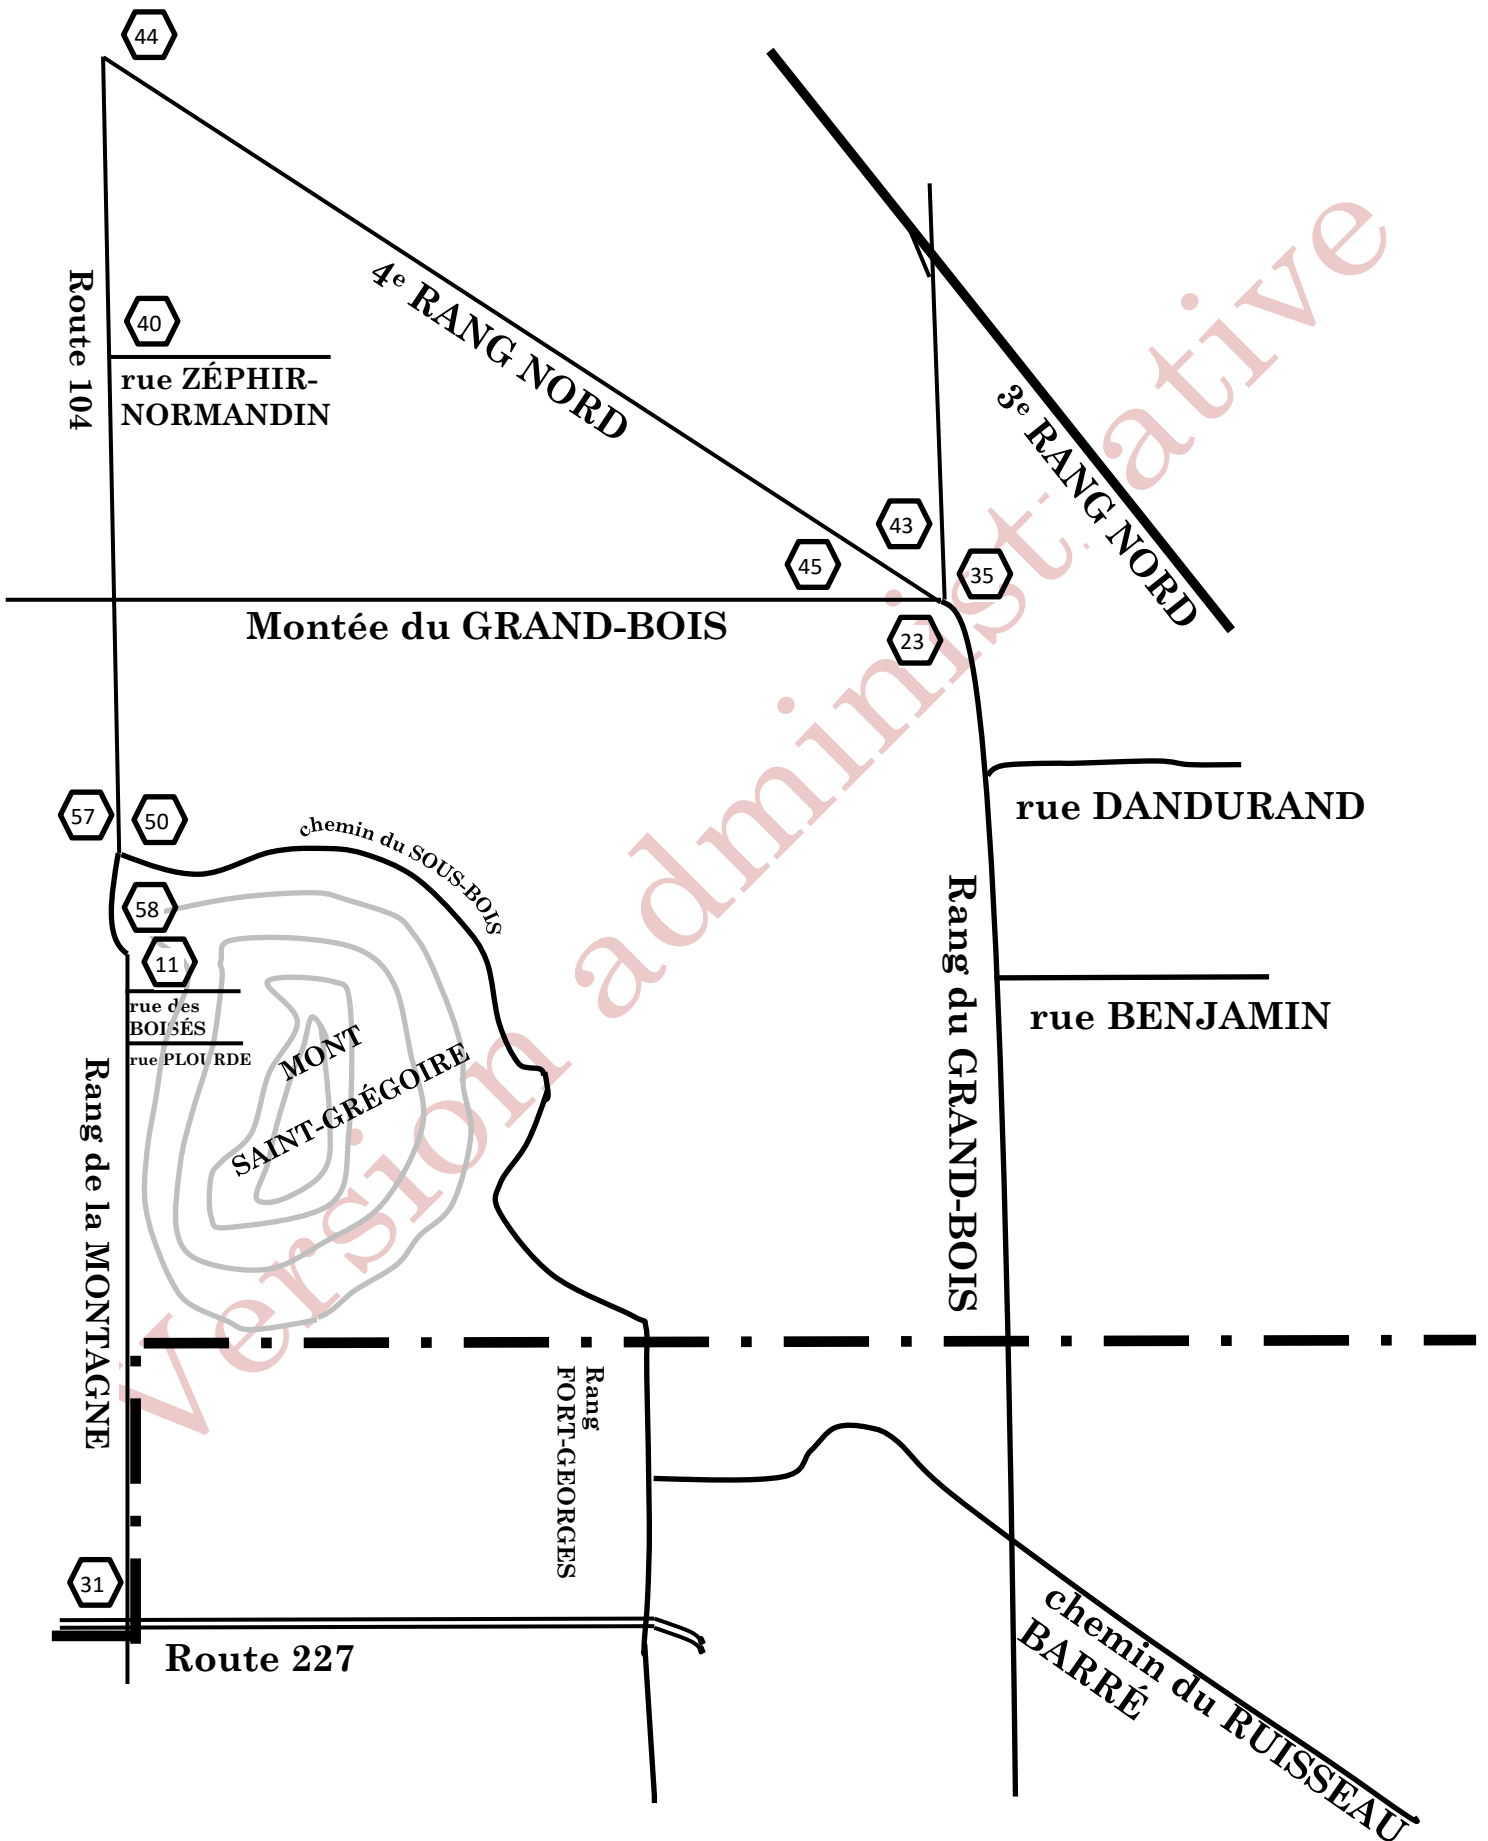 44
Route 104
4e RANG NORD
40
rue ZÉPHIR-
NORMANDIN
3e RANG NORD
43
45
35
Montée du GRAND-BOIS
23
57
50
chemin du SOUS-BOIS
rue DANDURAND
58
11
rue des
BOISÉS
rue PLOURDE
MONT
SAINT-GRÉGOIRE
Rang du GRAND-BOIS
rue BENJAMIN
Rang de la MONTAGNE
Rang
FORT-GEORGES
31
Route 227
chemin du RUISSEAU
BARRÉ
Version administrative